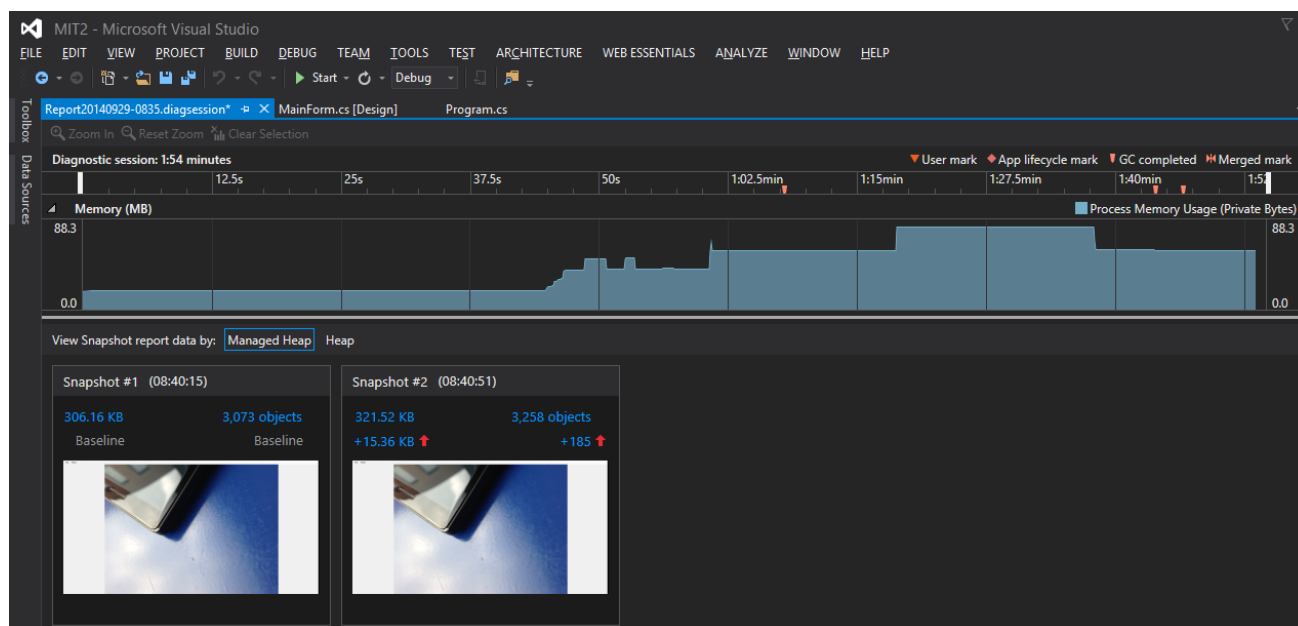 MIT2 - Microsoft Visual Studio
FILE EDIT VIEW PROJECT BUILD DEBUG TEAM TOOLS TEST ARCHITECTURE WEB ESSENTIALS ANALYZE WINDOW HELP
Start Debug
Toolbox
Data Sources
Report20140929-0835.diagsession* MainForm.cs [Design] Program.cs
Zoom In Reset Zoom Clear Selection
Diagnostic session: 1:54 minutes User mark App lifecycle mark GC completed Merged mark
12.5s 25s 37.5s 50s 1:02.5min 1:15min 1:27.5min 1:40min
Memory (MB) Process Memory Usage (Private Bytes)
88.3 88.3
0.0 0.0
View Snapshot report data by: Managed Heap Heap
Snapshot #1 (08:40:15) Snapshot #2 (08:40:51)
306.16 KB 3,073 objects 321.52 KB 3,258 objects
Baseline Baseline +15.36 KB +185